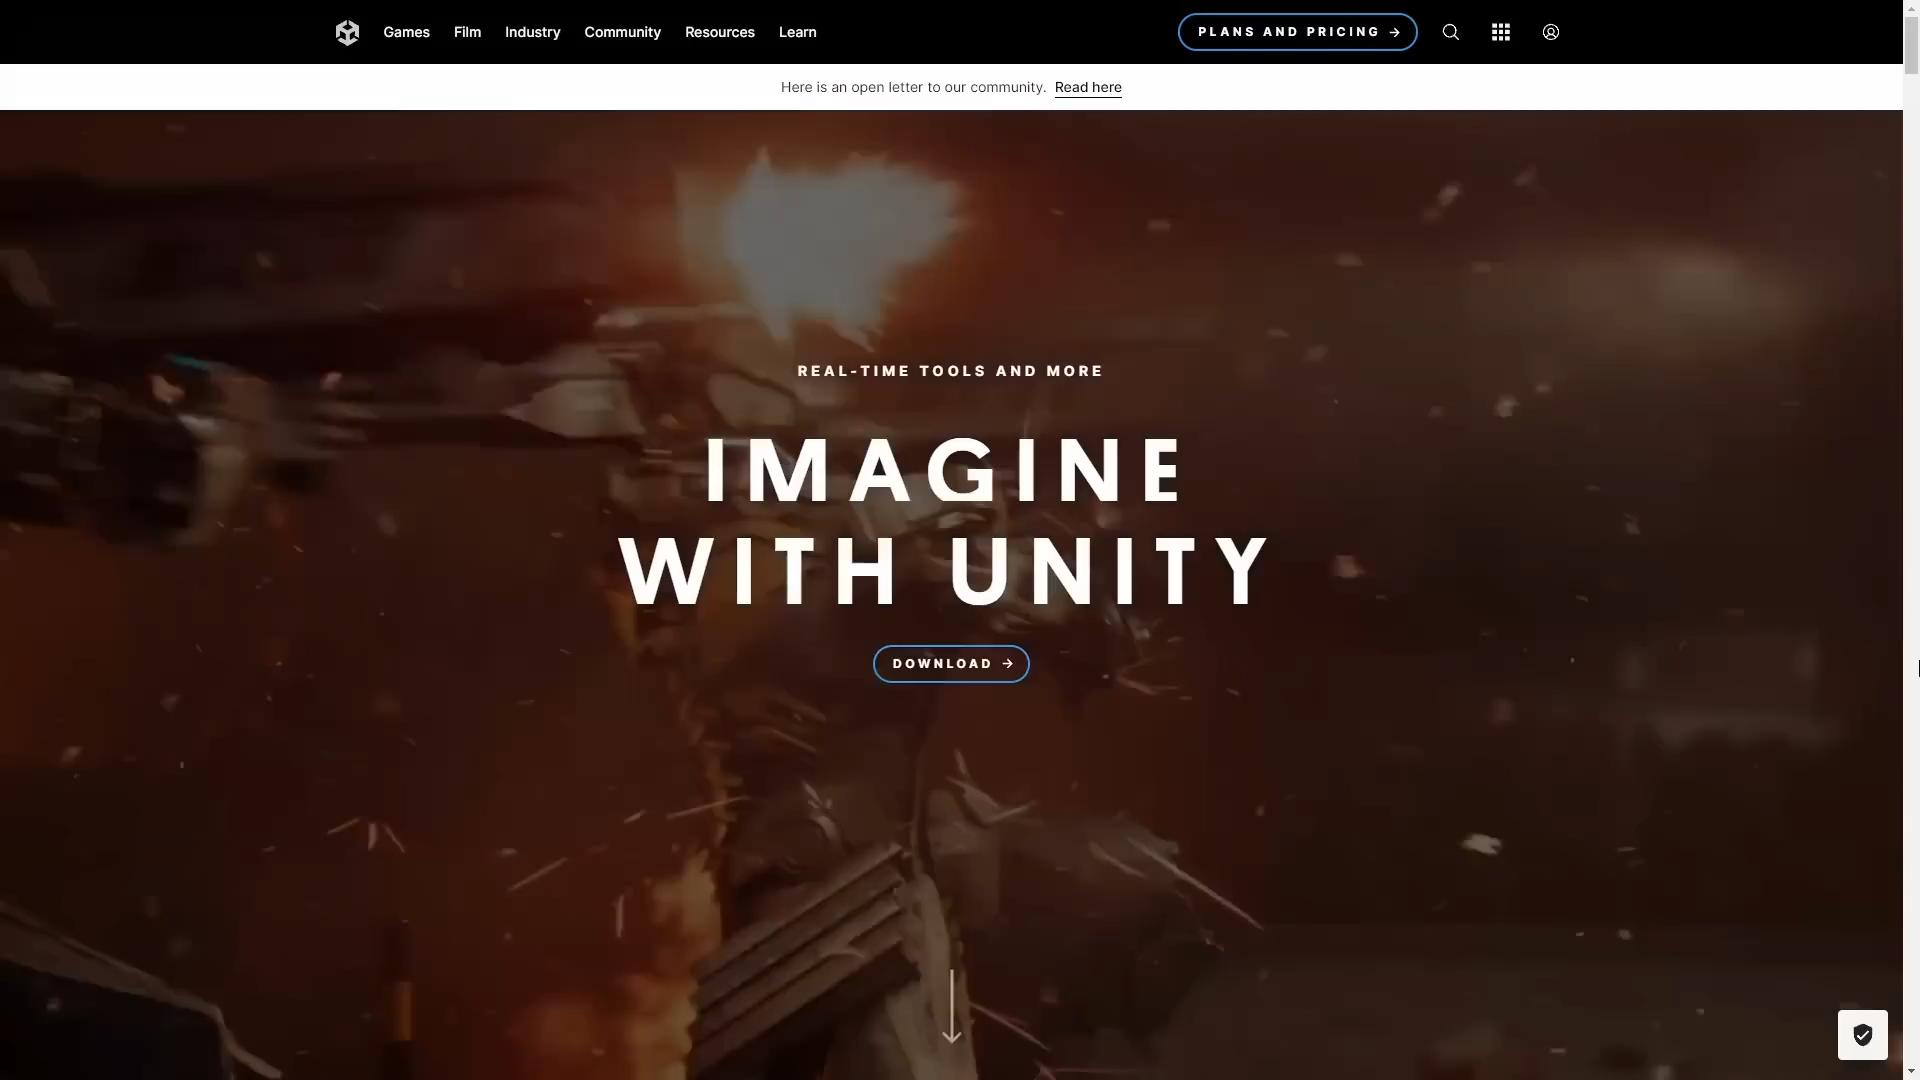 Games Film Industry Community Resources Learn PLANS AND PRICING
Here is an open letter to our community. Read here
REAL-TIME TOOLS AND MORE
IMAGINE
WITH UNITY
DOWNLOAD